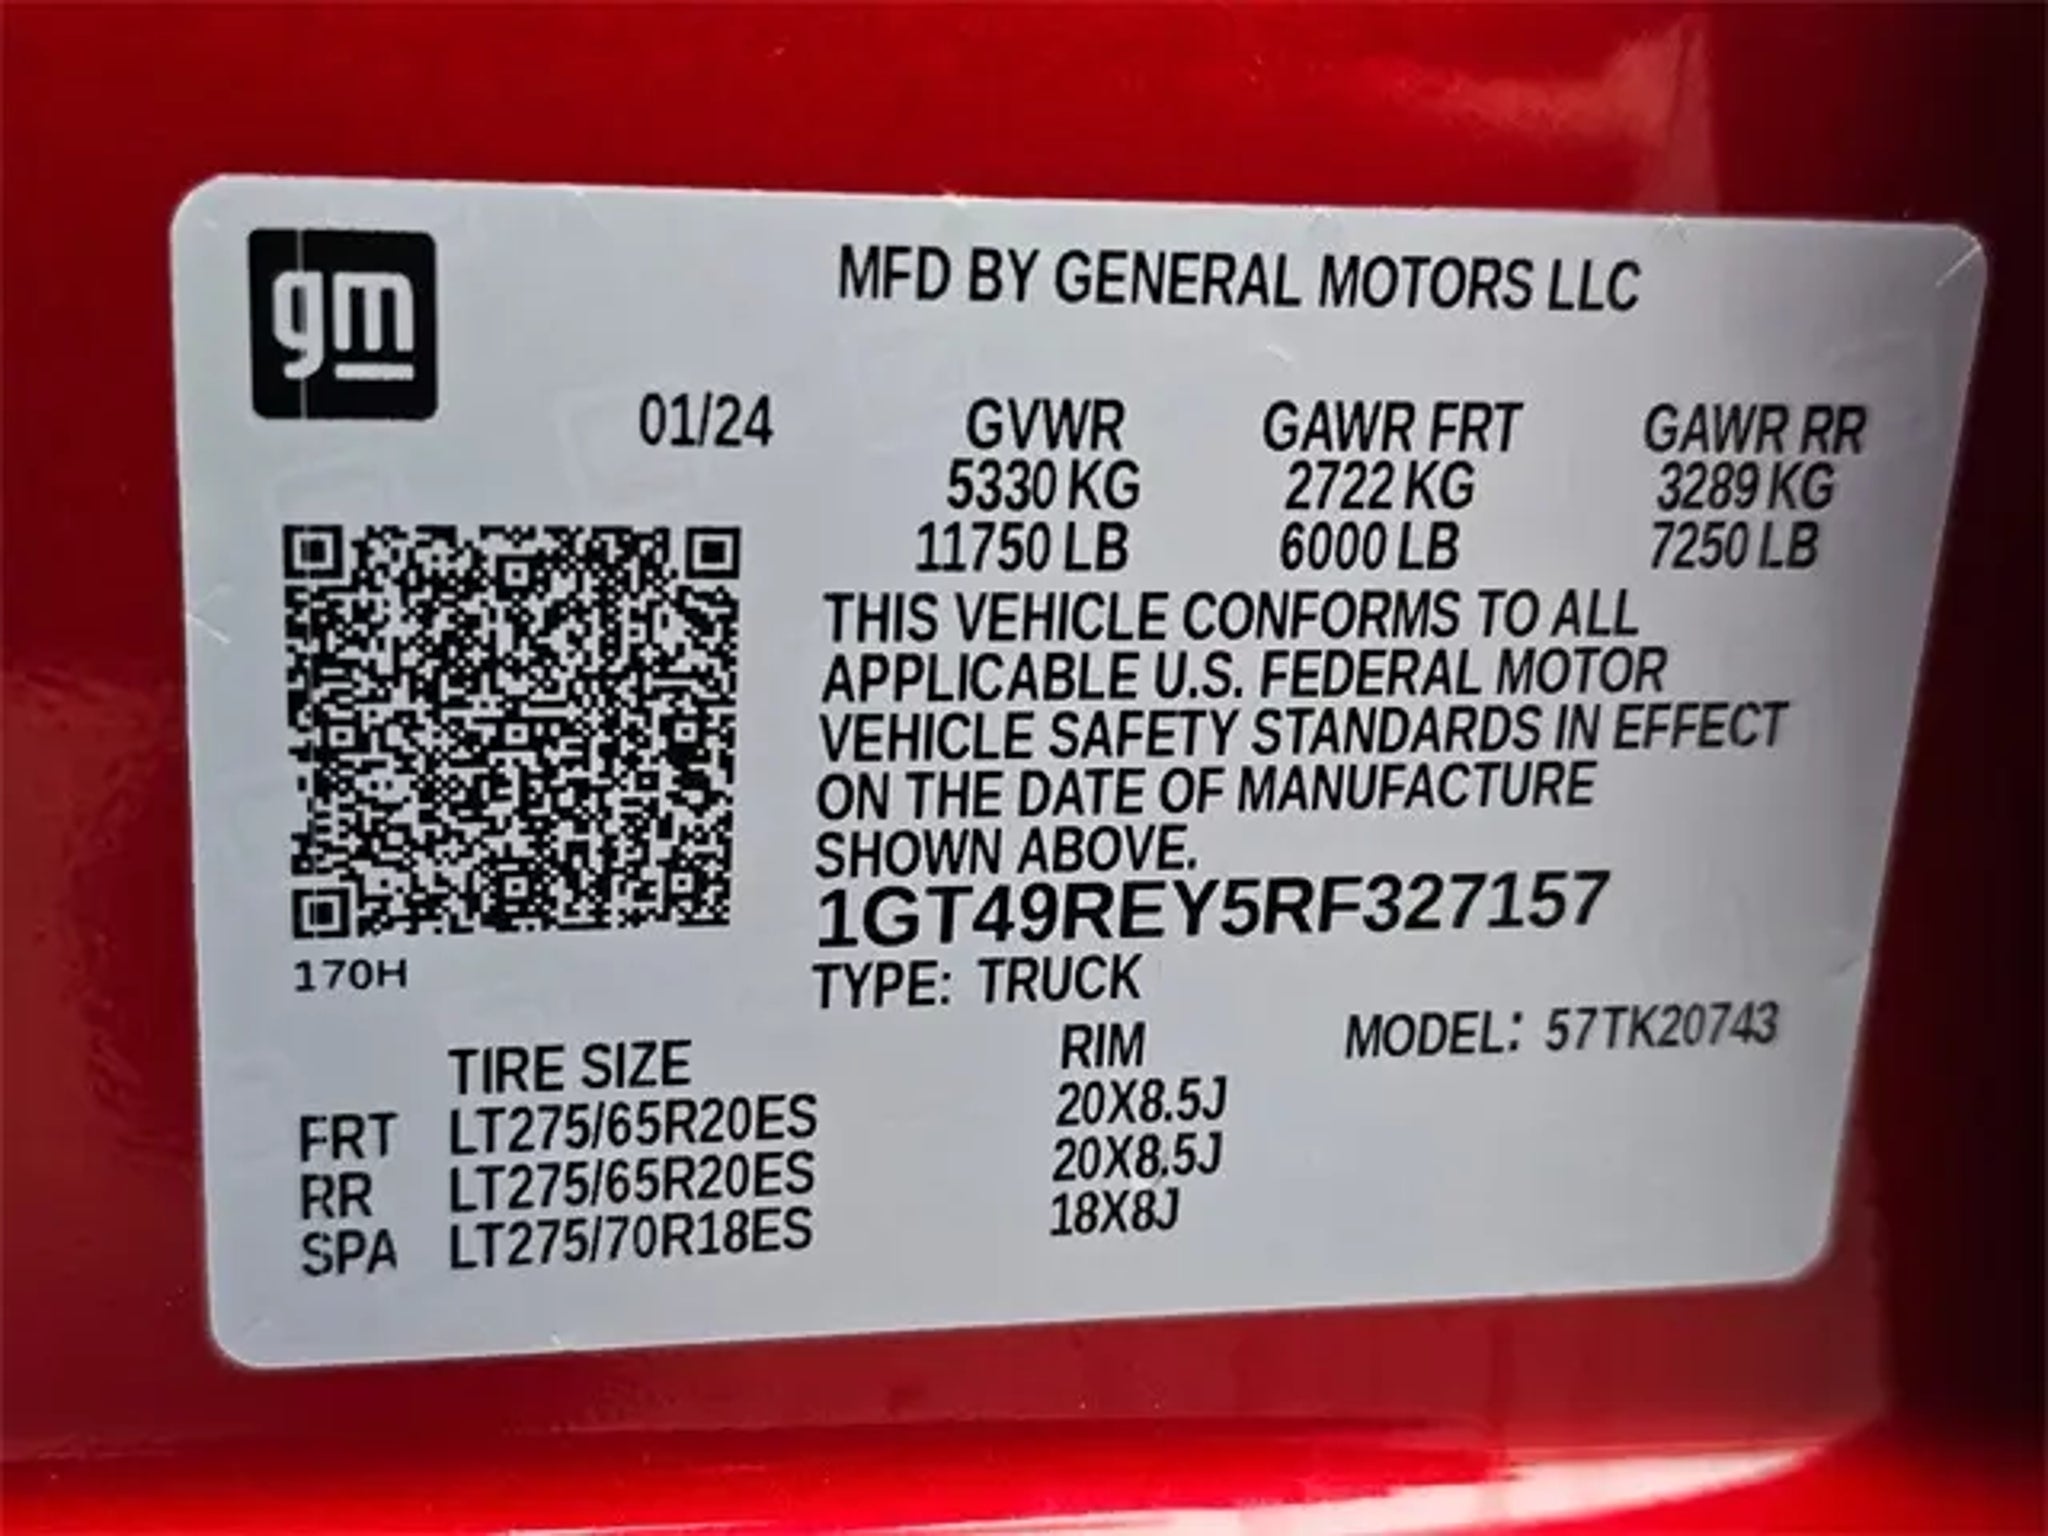 gm
MFD BY GENERAL MOTORS LLC
01/24 GVWR GAWR FRT GAWR RR
5330 KG 2722 KG 3289 KG
11750 LB 6000 LB 7250 LB
THIS VEHICLE CONFORMS TO ALL
APPLICABLE U.S. FEDERAL MOTOR
VEHICLE SAFETY STANDARDS IN EFFECT
ON THE DATE OF MANUFACTURE
SHOWN ABOVE.
1GT49REY5RF327157
170H
TYPE: TRUCK
MODEL: 57TK20743
TIRE SIZE RIM
FRT LT275/65R20ES 20X8.5J
RR LT275/65R20ES 20X8.5J
SPA LT275/70R18ES 18X8J